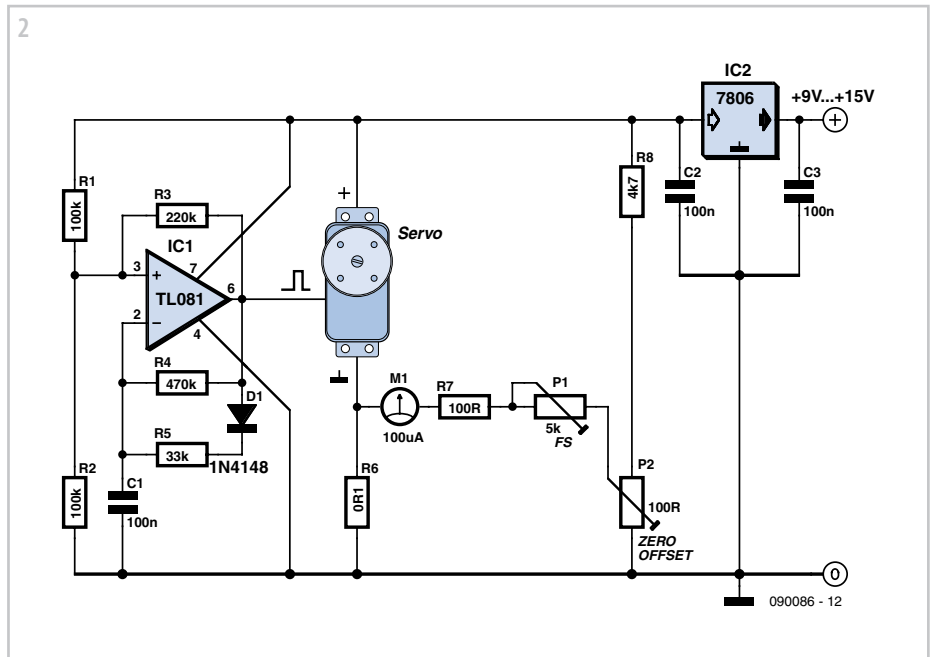 2
IC2
7806
+9V...+15V
R1
100k
R3
220k
IC1
3
+
7
TL081
6
2
–
4
R4
470k
D1
R5
33k
1N4148
R2
100k
C1
100n
+
Servo
M1
100uA
R7
100R
P1
5k
FS
R6
0R1
R8
4k7
C2
100n
C3
100n
P2
100R
ZERO
OFFSET
+
0
090086 - 12